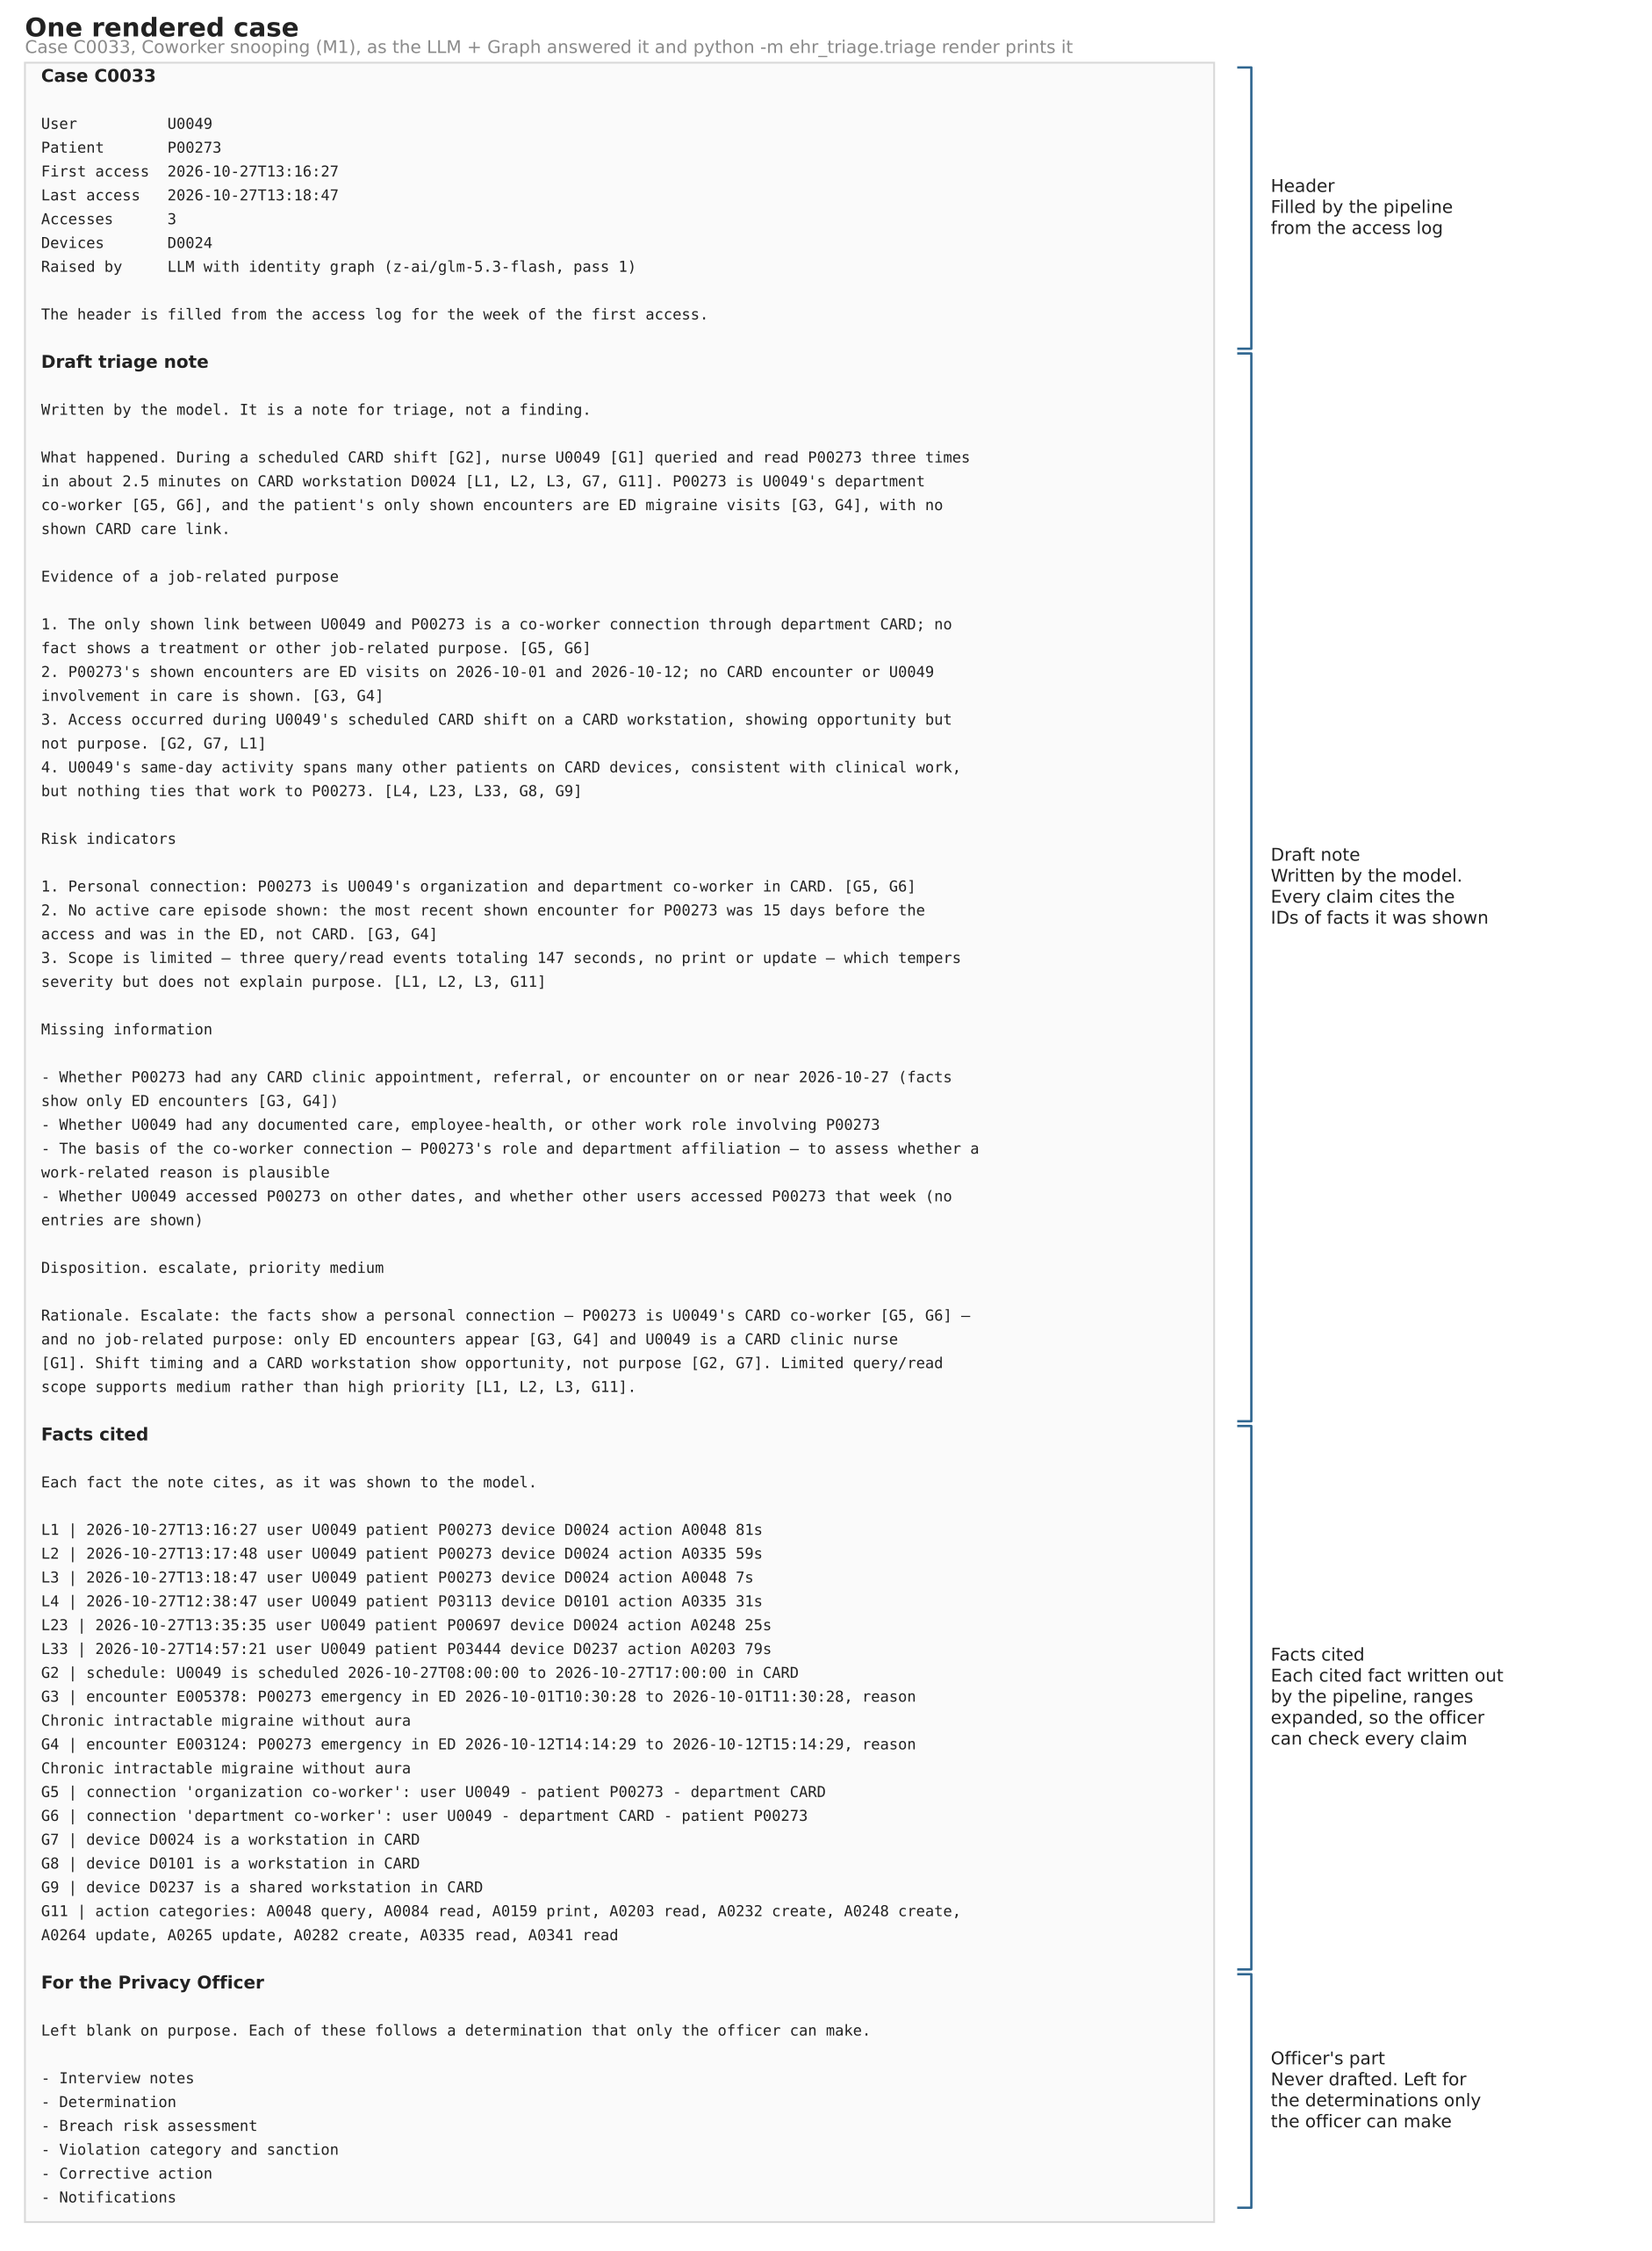 One rendered case
Case C0033, Coworker snooping (M1), as the LLM + Graph answered it and python -m ehr_triage.triage render prints it
Case C0033
User U0049
Patient P00273
First access 2026-10-27T13:16:27
Last access 2026-10-27T13:18:47
Accesses 3
Devices D0024
Raised by LLM with identity graph (z-ai/glm-5.3-flash, pass 1)
The header is filled from the access log for the week of the first access.
Header
Filled by the pipeline
from the access log
Draft triage note
Written by the model. It is a note for triage, not a finding.
What happened. During a scheduled CARD shift [G2], nurse U0049 [G1] queried and read P00273 three times
in about 2.5 minutes on CARD workstation D0024 [L1, L2, L3, G7, G11]. P00273 is U0049's department
co-worker [G5, G6], and the patient's only shown encounters are ED migraine visits [G3, G4], with no
shown CARD care link.
Evidence of a job-related purpose
1. The only shown link between U0049 and P00273 is a co-worker connection through department CARD; no
fact shows a treatment or other job-related purpose. [G5, G6]
2. P00273's shown encounters are ED visits on 2026-10-01 and 2026-10-12; no CARD encounter or U0049
involvement in care is shown. [G3, G4]
3. Access occurred during U0049's scheduled CARD shift on a CARD workstation, showing opportunity but
not purpose. [G2, G7, L1]
4. U0049's same-day activity spans many other patients on CARD devices, consistent with clinical work,
but nothing ties that work to P00273. [L4, L23, L33, G8, G9]
Risk indicators
1. Personal connection: P00273 is U0049's organization and department co-worker in CARD. [G5, G6]
2. No active care episode shown: the most recent shown encounter for P00273 was 15 days before the
access and was in the ED, not CARD. [G3, G4]
3. Scope is limited — three query/read events totaling 147 seconds, no print or update — which tempers
severity but does not explain purpose. [L1, L2, L3, G11]
Missing information
- Whether P00273 had any CARD clinic appointment, referral, or encounter on or near 2026-10-27 (facts
show only ED encounters [G3, G4])
- Whether U0049 had any documented care, employee-health, or other work role involving P00273
- The basis of the co-worker connection — P00273's role and department affiliation — to assess whether a
work-related reason is plausible
- Whether U0049 accessed P00273 on other dates, and whether other users accessed P00273 that week (no
entries are shown)
Disposition. escalate, priority medium
Rationale. Escalate: the facts show a personal connection — P00273 is U0049's CARD co-worker [G5, G6] —
and no job-related purpose: only ED encounters appear [G3, G4] and U0049 is a CARD clinic nurse
[G1]. Shift timing and a CARD workstation show opportunity, not purpose [G2, G7]. Limited query/read
scope supports medium rather than high priority [L1, L2, L3, G11].
Draft note
Written by the model.
Every claim cites the
IDs of facts it was shown
Facts cited
Each fact the note cites, as it was shown to the model.
L1 | 2026-10-27T13:16:27 user U0049 patient P00273 device D0024 action A0048 81s
L2 | 2026-10-27T13:17:48 user U0049 patient P00273 device D0024 action A0335 59s
L3 | 2026-10-27T13:18:47 user U0049 patient P00273 device D0024 action A0048 7s
L4 | 2026-10-27T12:38:47 user U0049 patient P03113 device D0101 action A0335 31s
L23 | 2026-10-27T13:35:35 user U0049 patient P00697 device D0024 action A0248 25s
L33 | 2026-10-27T14:57:21 user U0049 patient P03444 device D0237 action A0203 79s
G2 | schedule: U0049 is scheduled 2026-10-27T08:00:00 to 2026-10-27T17:00:00 in CARD
G3 | encounter E005378: P00273 emergency in ED 2026-10-01T10:30:28 to 2026-10-01T11:30:28, reason
Chronic intractable migraine without aura
G4 | encounter E003124: P00273 emergency in ED 2026-10-12T14:14:29 to 2026-10-12T15:14:29, reason
Chronic intractable migraine without aura
G5 | connection 'organization co-worker': user U0049 - patient P00273 - department CARD
G6 | connection 'department co-worker': user U0049 - department CARD - patient P00273
G7 | device D0024 is a workstation in CARD
G8 | device D0101 is a workstation in CARD
G9 | device D0237 is a shared workstation in CARD
G11 | action categories: A0048 query, A0084 read, A0159 print, A0203 read, A0232 create, A0248 create,
A0264 update, A0265 update, A0282 create, A0335 read, A0341 read
Facts cited
Each cited fact written out
by the pipeline, ranges
expanded, so the officer
can check every claim
For the Privacy Officer
Left blank on purpose. Each of these follows a determination that only the officer can make.
- Interview notes
- Determination
- Breach risk assessment
- Violation category and sanction
- Corrective action
- Notifications
Officer's part
Never drafted. Left for
the determinations only
the officer can make